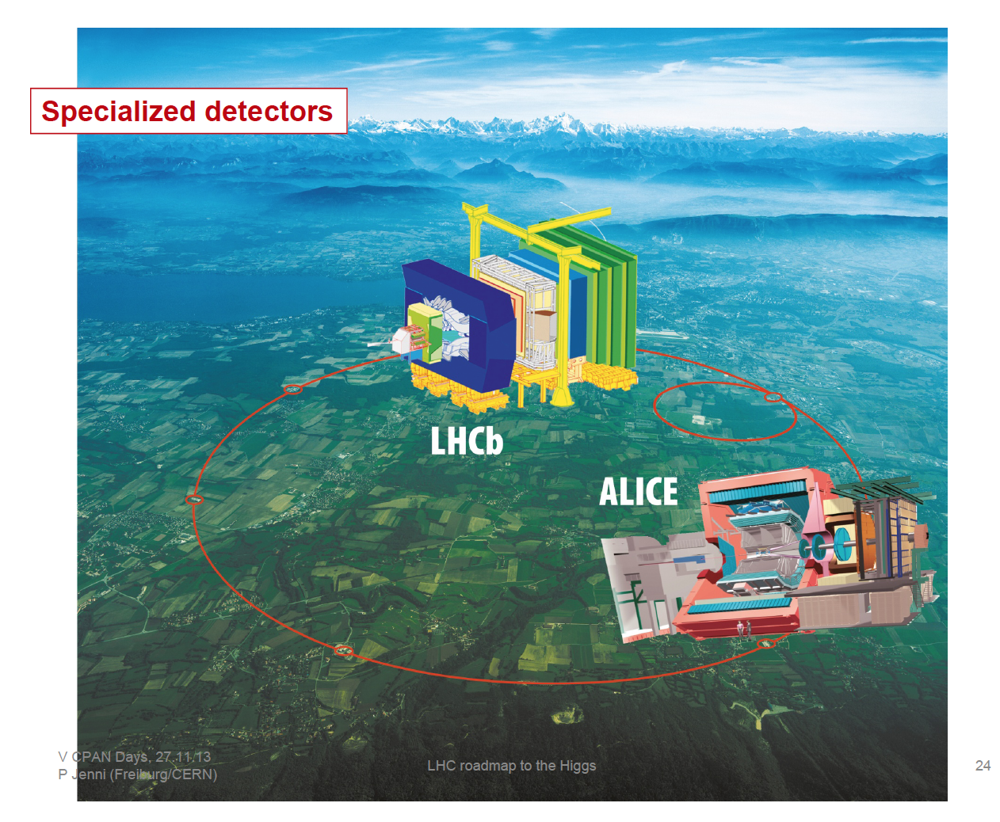 Specialized detectors
LHCb
ALICE
V CPAN Days, 27.11.13
P Jenni (Freiburg/CERN)
LHC roadmap to the Higgs
24